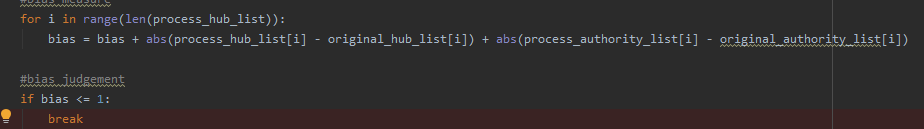 #bias measure
for i in range(len(process_hub_list)):
bias = bias + abs(process_hub_list[i] - original_hub_list[i]) + abs(process_authority_list[i] - original_authority_list[i])
#bias judgement
if bias <= 1:
break